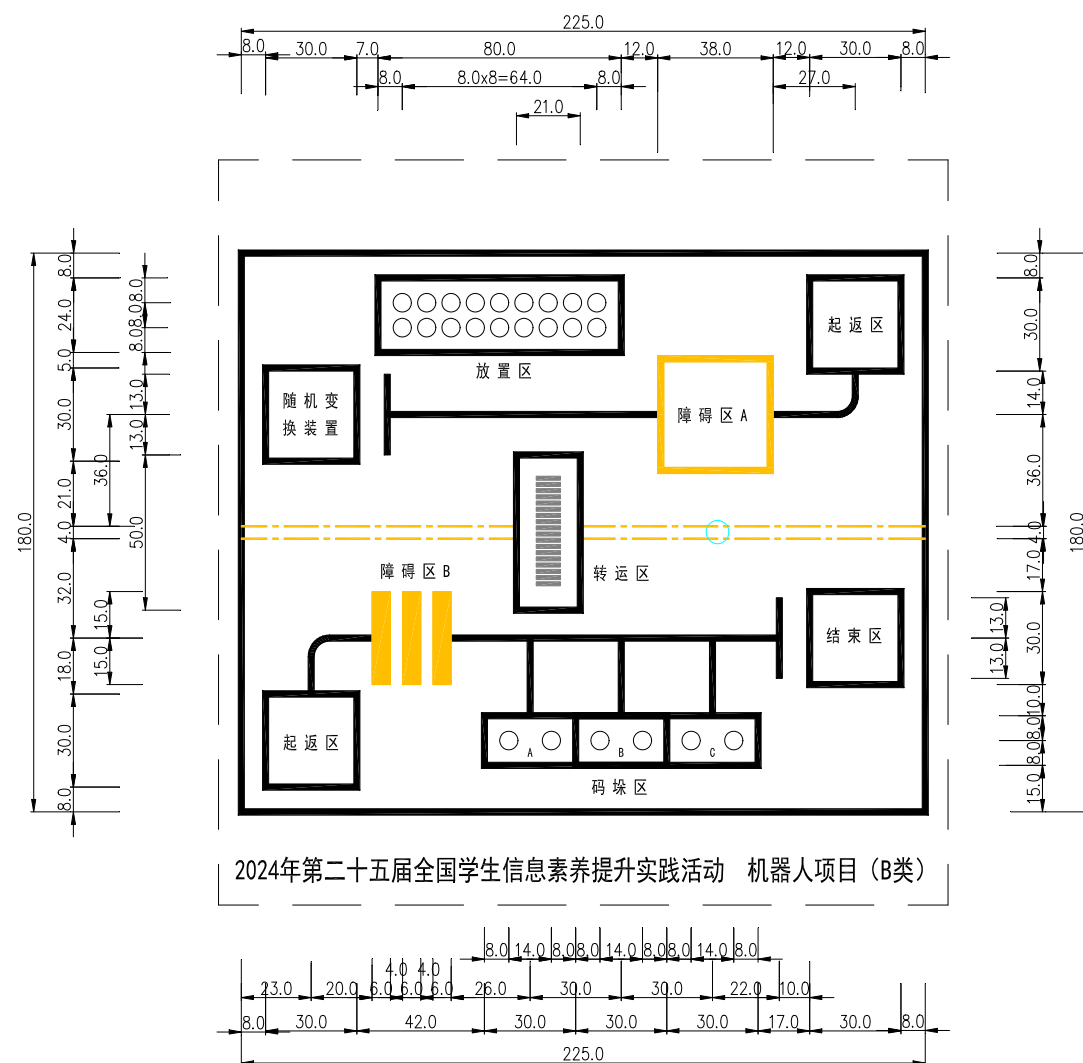 225.0
8.0 30.0 7.0 80.0 12.0 38.0 12.0 30.0 8.0
8.0 8.0x8=64.0 8.0 27.0
21.0
180.0
8.0 24.0 5.0 30.0 21.0 4.0 32.0 18.0 30.0 8.0
36.0 15.0 15.0
8.0 8.0 8.0 13.0 13.0 50.0
放置区
起返区
随机变
换装置
障碍区A
障碍区B
转运区
结束区
起返区
A B C
码垛区
13.0 13.0
8.0 30.0 14.0 36.0 4.0 17.0 30.0 10.0 8.0 8.0 15.0
180.0
2024年第二十五届全国学生信息素养提升实践活动 机器人项目（B类）
8.0 14.0 8.0 8.0 14.0 8.0 8.0 14.0 8.0
4.0 4.0
23.0 20.0 6.0 6.0 6.0 26.0 30.0 30.0 22.0 10.0
8.0 30.0 42.0 30.0 30.0 30.0 17.0 30.0 8.0
225.0